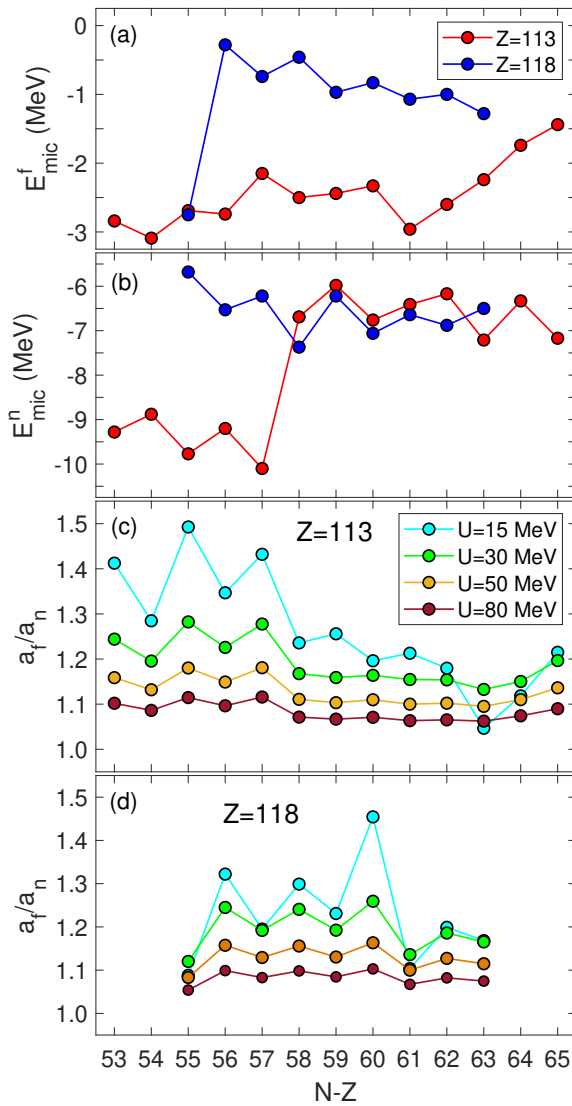 (a)
Z=113
Z=118
0
-1
-2
-3
E^f_mic (MeV)
(b)
-6
-7
-8
-9
-10
E^n_mic (MeV)
(c)
Z=113
U=15 MeV
U=30 MeV
U=50 MeV
U=80 MeV
1.5
1.4
1.3
1.2
1.1
1.0
a_f/a_n
(d)
Z=118
1.5
1.4
1.3
1.2
1.1
1.0
a_f/a_n
53 54 55 56 57 58 59 60 61 62 63 64 65
N-Z